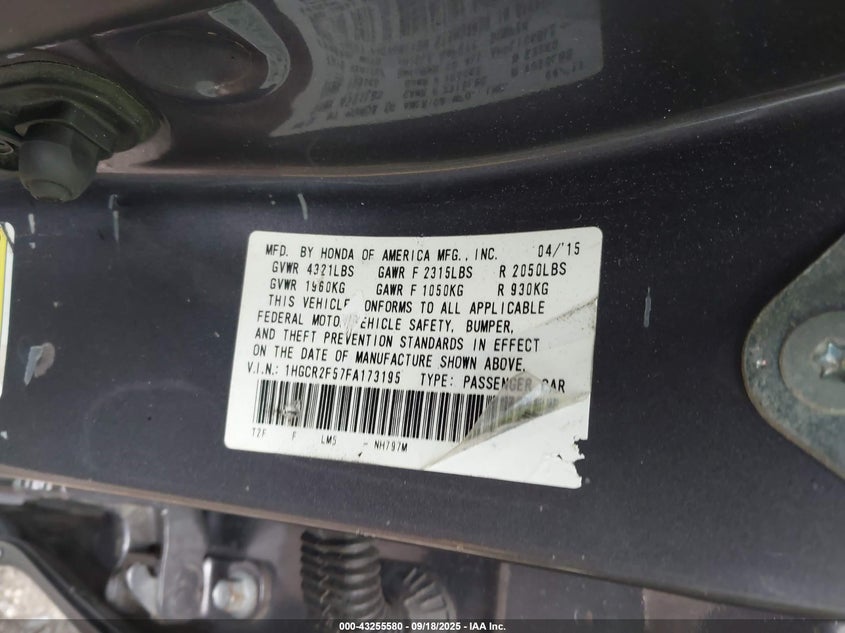 MFD. BY HONDA OF AMERICA MFG., INC. 04/'15
GVWR 4321LBS GAWR F 2315LBS R 2050LBS
GVWR 1960KG GAWR F 1050KG R 930KG
THIS VEHICLE CONFORMS TO ALL APPLICABLE
FEDERAL MOTOR VEHICLE SAFETY, BUMPER,
AND THEFT PREVENTION STANDARDS IN EFFECT
ON THE DATE OF MANUFACTURE SHOWN ABOVE.
V.I.N.: 1HGCR2F57FA173195 TYPE: PASSENGER CAR
T2F F LM5 - NH797M
000-43255580 - 09/18/2025 - IAA Inc.